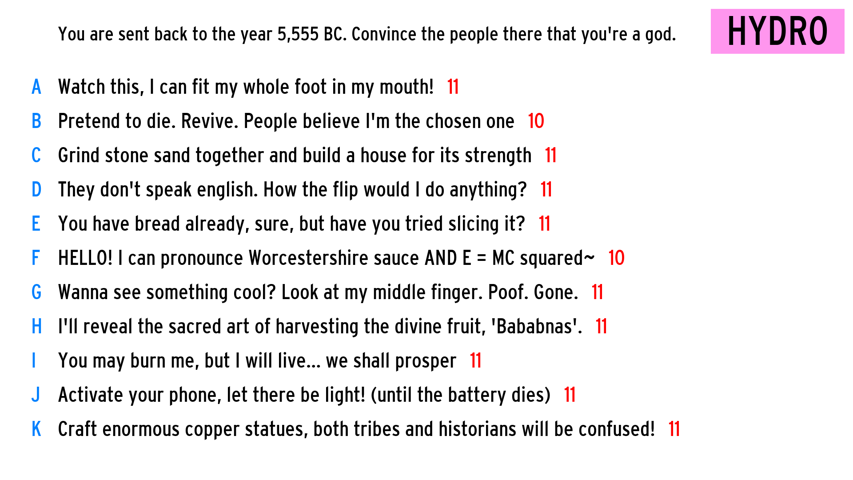 You are sent back to the year 5,555 BC. Convince the people there that you're a god.
HYDRO
A Watch this, I can fit my whole foot in my mouth! 11
B Pretend to die. Revive. People believe I'm the chosen one 10
C Grind stone sand together and build a house for its strength 11
D They don't speak english. How the flip would I do anything? 11
E You have bread already, sure, but have you tried slicing it? 11
F HELLO! I can pronounce Worcestershire sauce AND E = MC squared~ 10
G Wanna see something cool? Look at my middle finger. Poof. Gone. 11
H I'll reveal the sacred art of harvesting the divine fruit, 'Bababnas'. 11
I You may burn me, but I will live... we shall prosper 11
J Activate your phone, let there be light! (until the battery dies) 11
K Craft enormous copper statues, both tribes and historians will be confused! 11